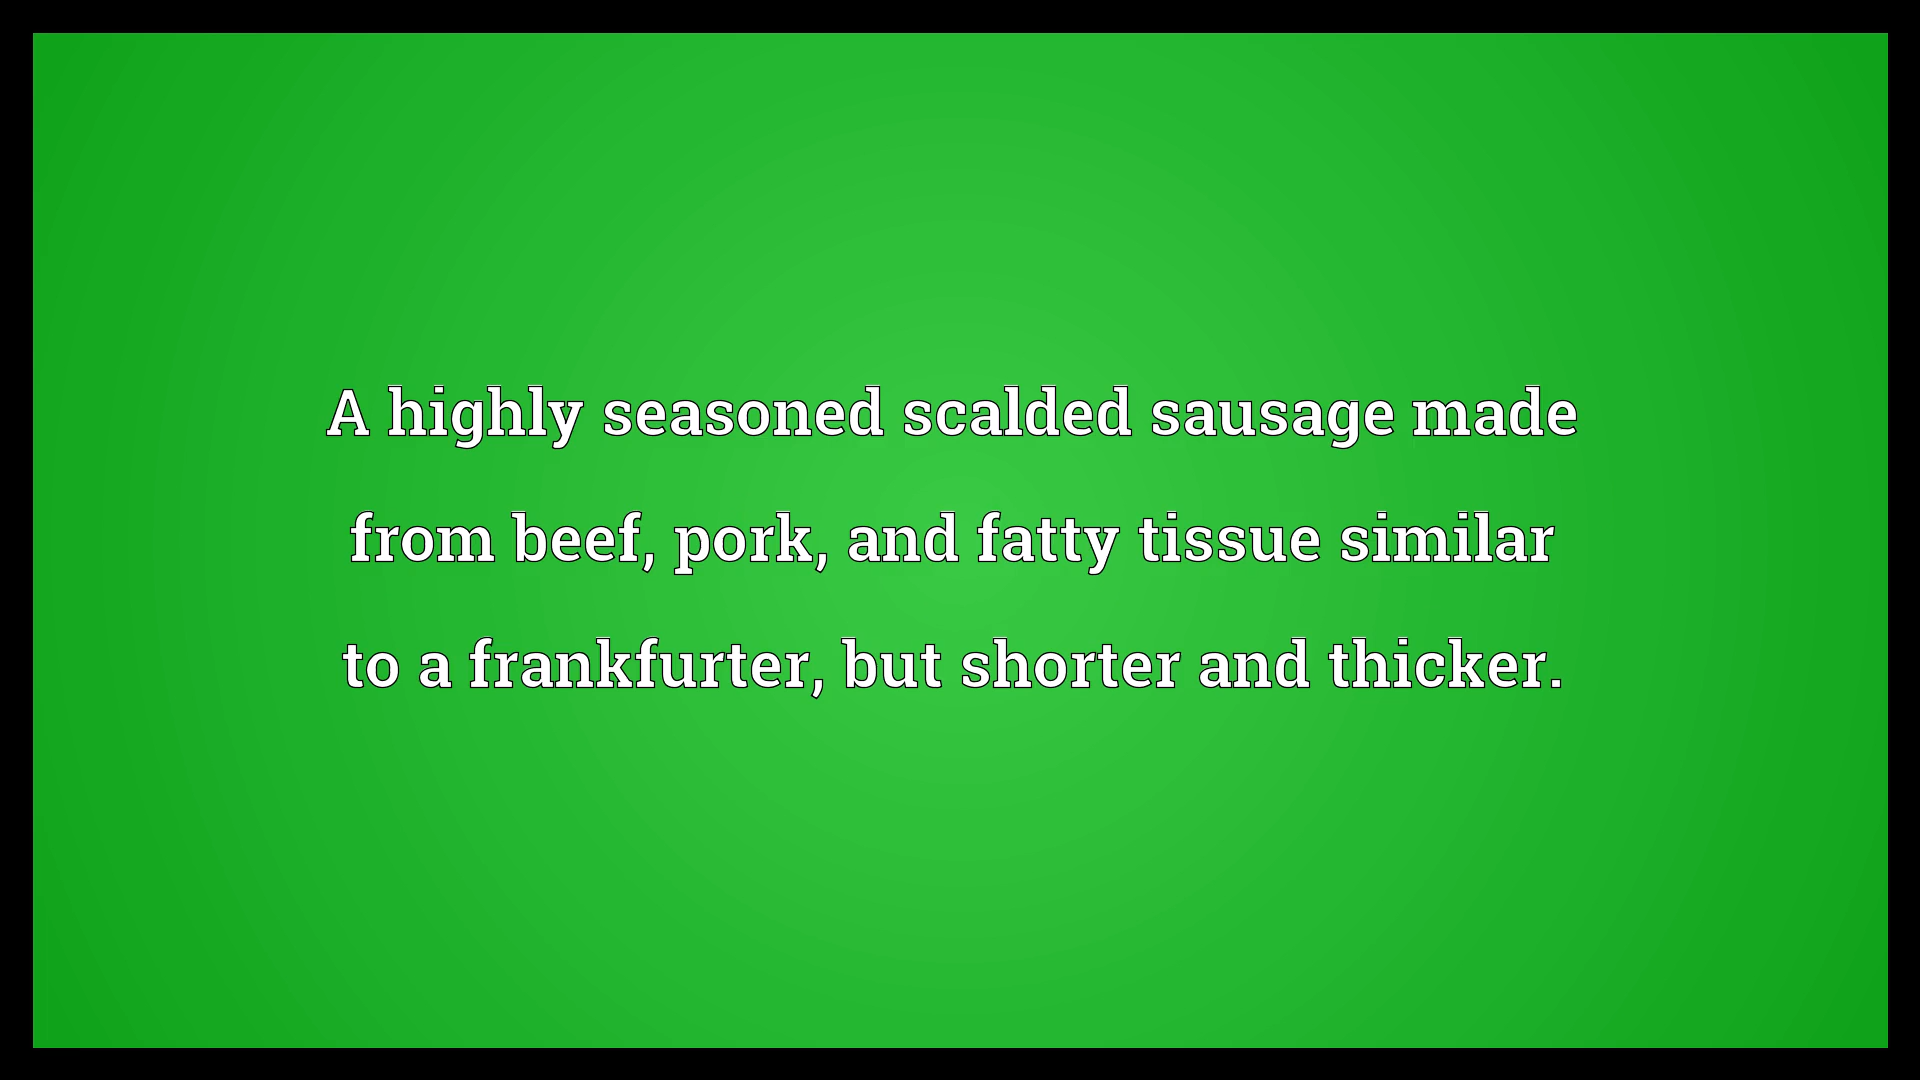 A highly seasoned scalded sausage made
from beef, pork, and fatty tissue similar
to a frankfurter, but shorter and thicker.